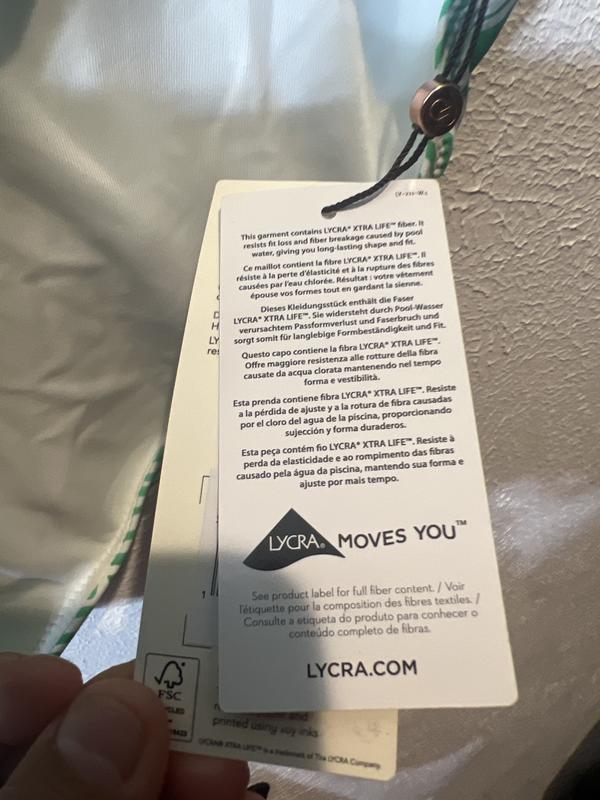 This garment contains LYCRA® XTRA LIFE™ fiber. It
resists fit loss and fiber breakage caused by pool
water, giving you long-lasting shape and fit.
Ce maillot contient la fibre LYCRA® XTRA LIFE™. Il
résiste à la perte d'élasticité et à la rupture des fibres
causées par l'eau chlorée. Résultat : votre vêtement
épouse vos formes tout en gardant la sienne.
Dieses Kleidungsstück enthält die Faser
LYCRA® XTRA LIFE™. Sie widersteht durch Pool-Wasser
verursachtem Passformverlust und Faserbruch und
sorgt somit für langlebige Formbeständigkeit und Fit.
Questo capo contiene la fibra LYCRA® XTRA LIFE™.
Offre maggiore resistenza alle rotture della fibra
causate da acqua clorata mantenendo nel tempo
forma e vestibilità.
Esta prenda contiene fibra LYCRA® XTRA LIFE™. Resiste
a la pérdida de ajuste y a la rotura de fibra causadas
por el cloro del agua de la piscina, proporcionando
sujección y forma duraderos.
Esta peça contém fio LYCRA® XTRA LIFE™. Resiste à
perda da elasticidade e ao rompimento das fibras
causado pela água da piscina, mantendo sua forma e
ajuste por mais tempo.
LYCRA® MOVES YOU™
See product label for full fiber content. / Voir
l'étiquette pour la composition des fibres textiles. /
Consulte a etiqueta do produto para conhecer o
conteúdo completo de fibras.
LYCRA.COM
D
H
LY
res
1
FSC
and
printed using soy inks
LYCRA® XTRA LIFE™ is a trademark of The LYCRA Company.